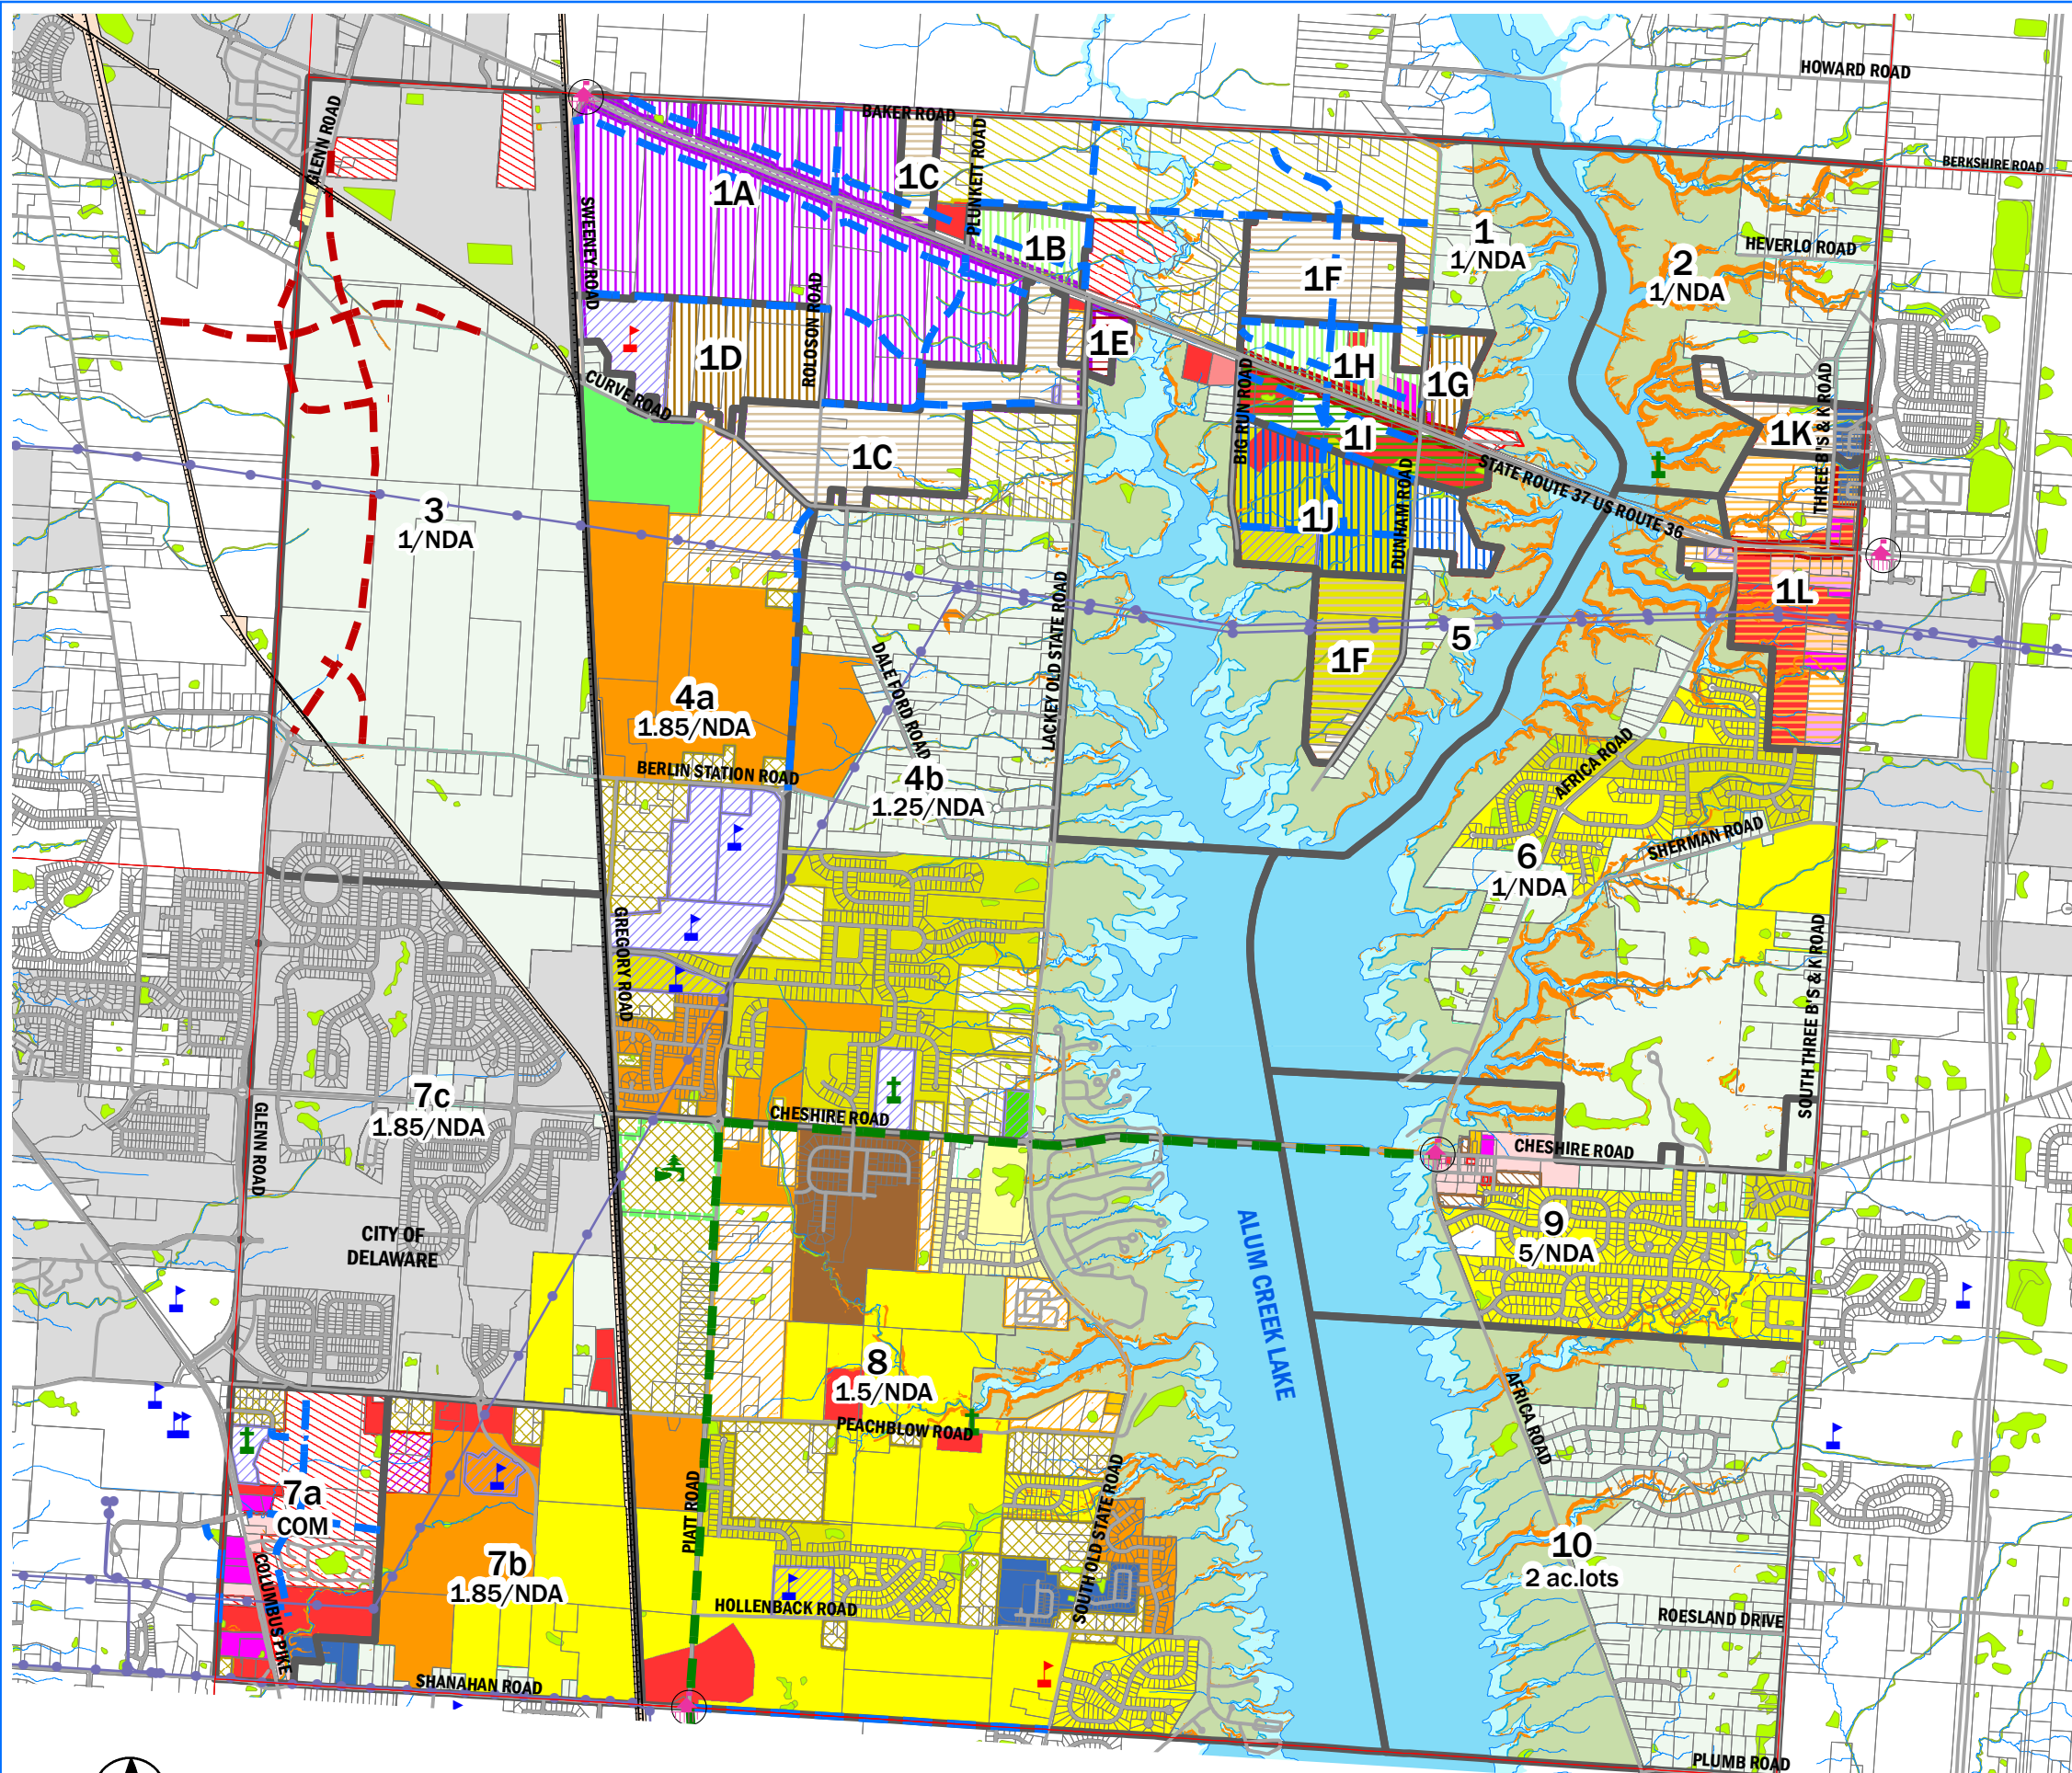 HOWARD ROAD
GLENN ROAD
BAKER ROAD
BERKSHIRE ROAD
1C
PLUNKETT ROAD
1A
SWEENEY ROAD
1B
1
1/NDA
HEVERLO ROAD
2
1/NDA
1F
ROLOSON ROAD
1E
1D
1H
1G
CURVE ROAD
BIG RUN ROAD
THREE B'S & K ROAD
1K
1I
1C
STATE ROUTE 37 US ROUTE 36
3
1/NDA
1J
DUNHAM ROAD
1L
LACKEY OLD STATE ROAD
5
1F
DALE FORD ROAD
4a
1.85/NDA
BERLIN STATION ROAD
4b
1.25/NDA
AFRICA ROAD
SHERMAN ROAD
6
1/NDA
GREGORY ROAD
SOUTH THREE B'S & K ROAD
7c
1.85/NDA
GLENN ROAD
CHESHIRE ROAD
CHESHIRE ROAD
CITY OF
DELAWARE
ALUM CREEK LAKE
9
5/NDA
8
1.5/NDA
PEACHBLOW ROAD
AFRICA ROAD
7a
COM
PIATT ROAD
SOUTH OLD STATE ROAD
7b
1.85/NDA
10
2 ac.lots
COLUMBUS PIKE
HOLLENBACK ROAD
ROESLAND DRIVE
SHANAHAN ROAD
PLUMB ROAD